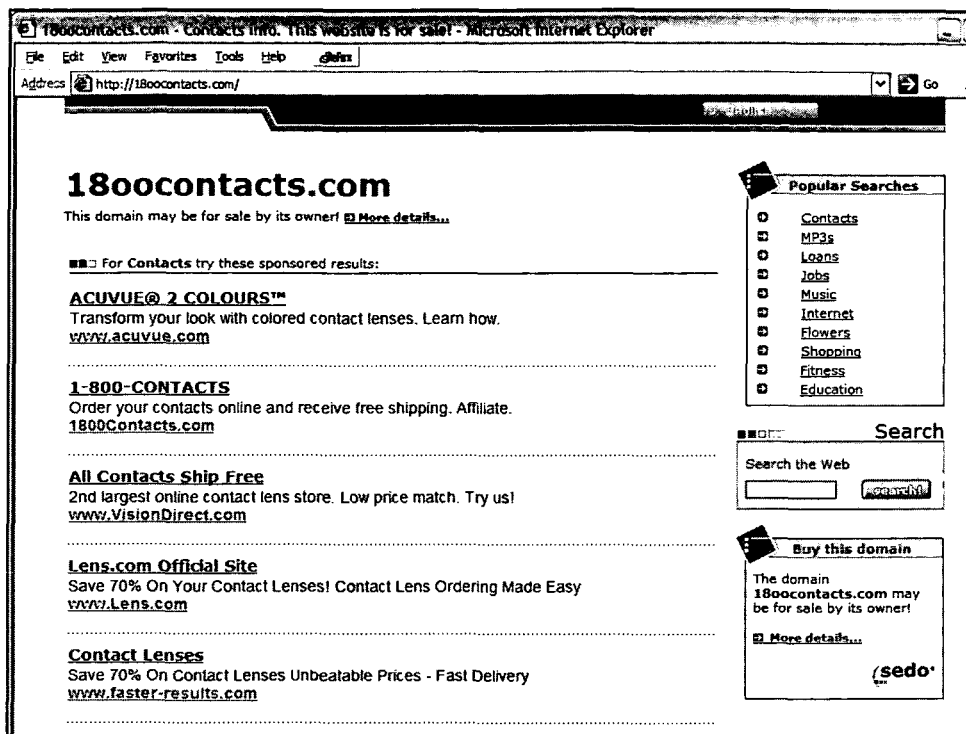 18oocontacts.com - Contacts Info. This website is for sale! - Microsoft Internet Explorer
File Edit View Favorites Tools Help
Address http://18oocontacts.com/ Go
18oocontacts.com
This domain may be for sale by its owner! More details...
For Contacts try these sponsored results:
ACUVUE® 2 COLOURS™
Transform your look with colored contact lenses. Learn how.
www.acuvue.com
1-800-CONTACTS
Order your contacts online and receive free shipping. Affiliate.
1800Contacts.com
All Contacts Ship Free
2nd largest online contact lens store. Low price match. Try us!
www.VisionDirect.com
Lens.com Official Site
Save 70% On Your Contact Lenses! Contact Lens Ordering Made Easy
www.Lens.com
Contact Lenses
Save 70% On Contact Lenses Unbeatable Prices - Fast Delivery
www.faster-results.com
Popular Searches
Contacts
MP3s
Loans
Jobs
Music
Internet
Flowers
Shopping
Fitness
Education
Search
Search the Web
search!
Buy this domain
The domain
18oocontacts.com may
be for sale by its owner!
More details...
sedo